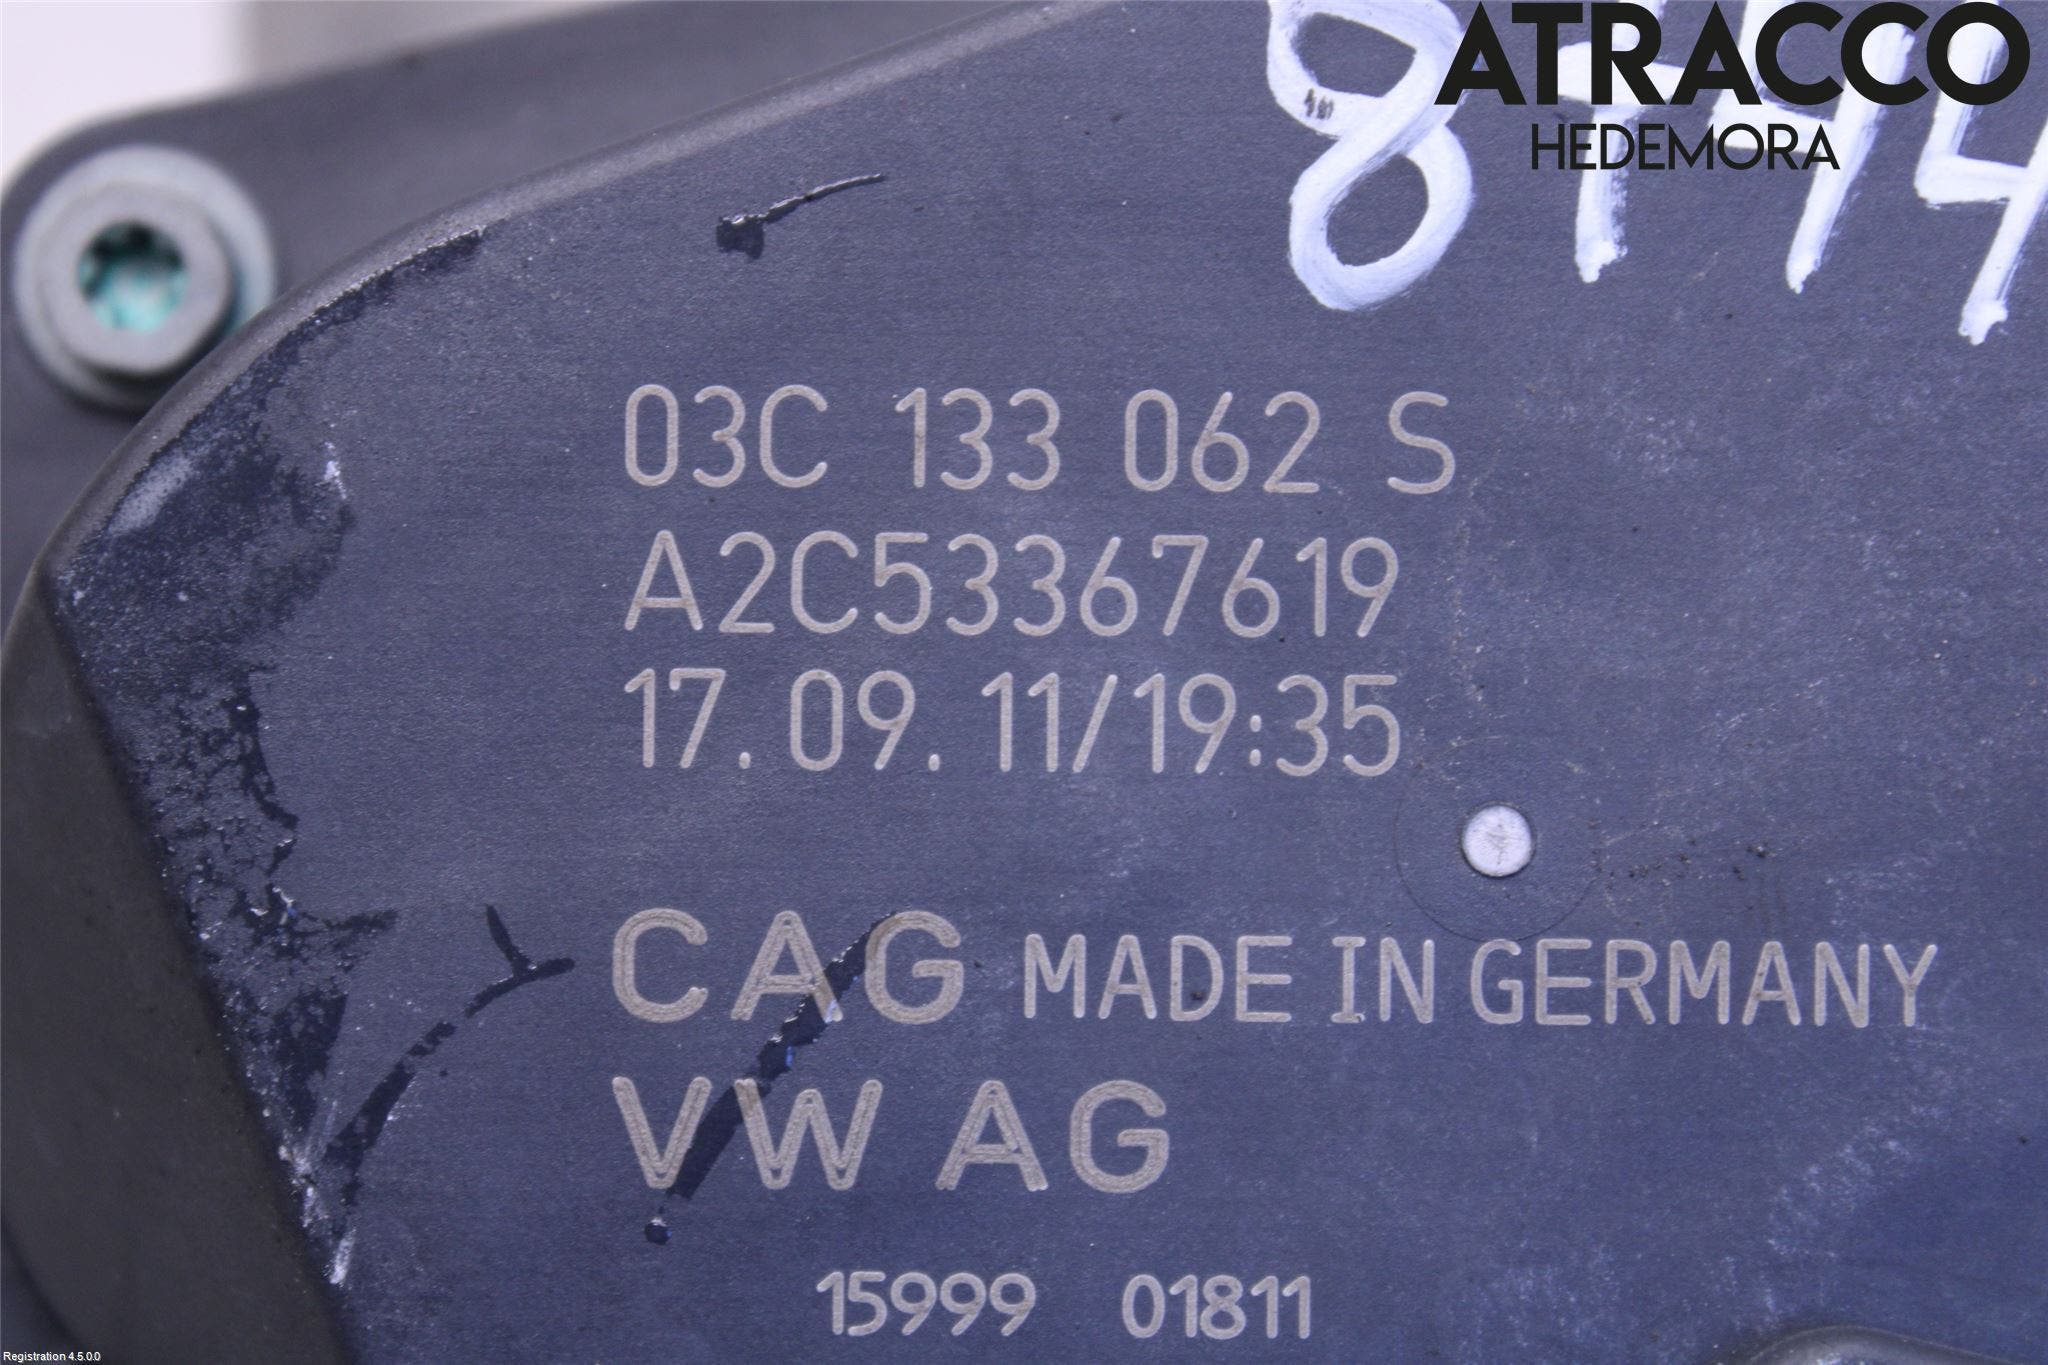 ATRACCO
HEDEMORA
03C 133 062 S
A2C53367619
17.09.11/19:35
CAG MADE IN GERMANY
VW AG
15999 01811
Registration 4.5.0.0